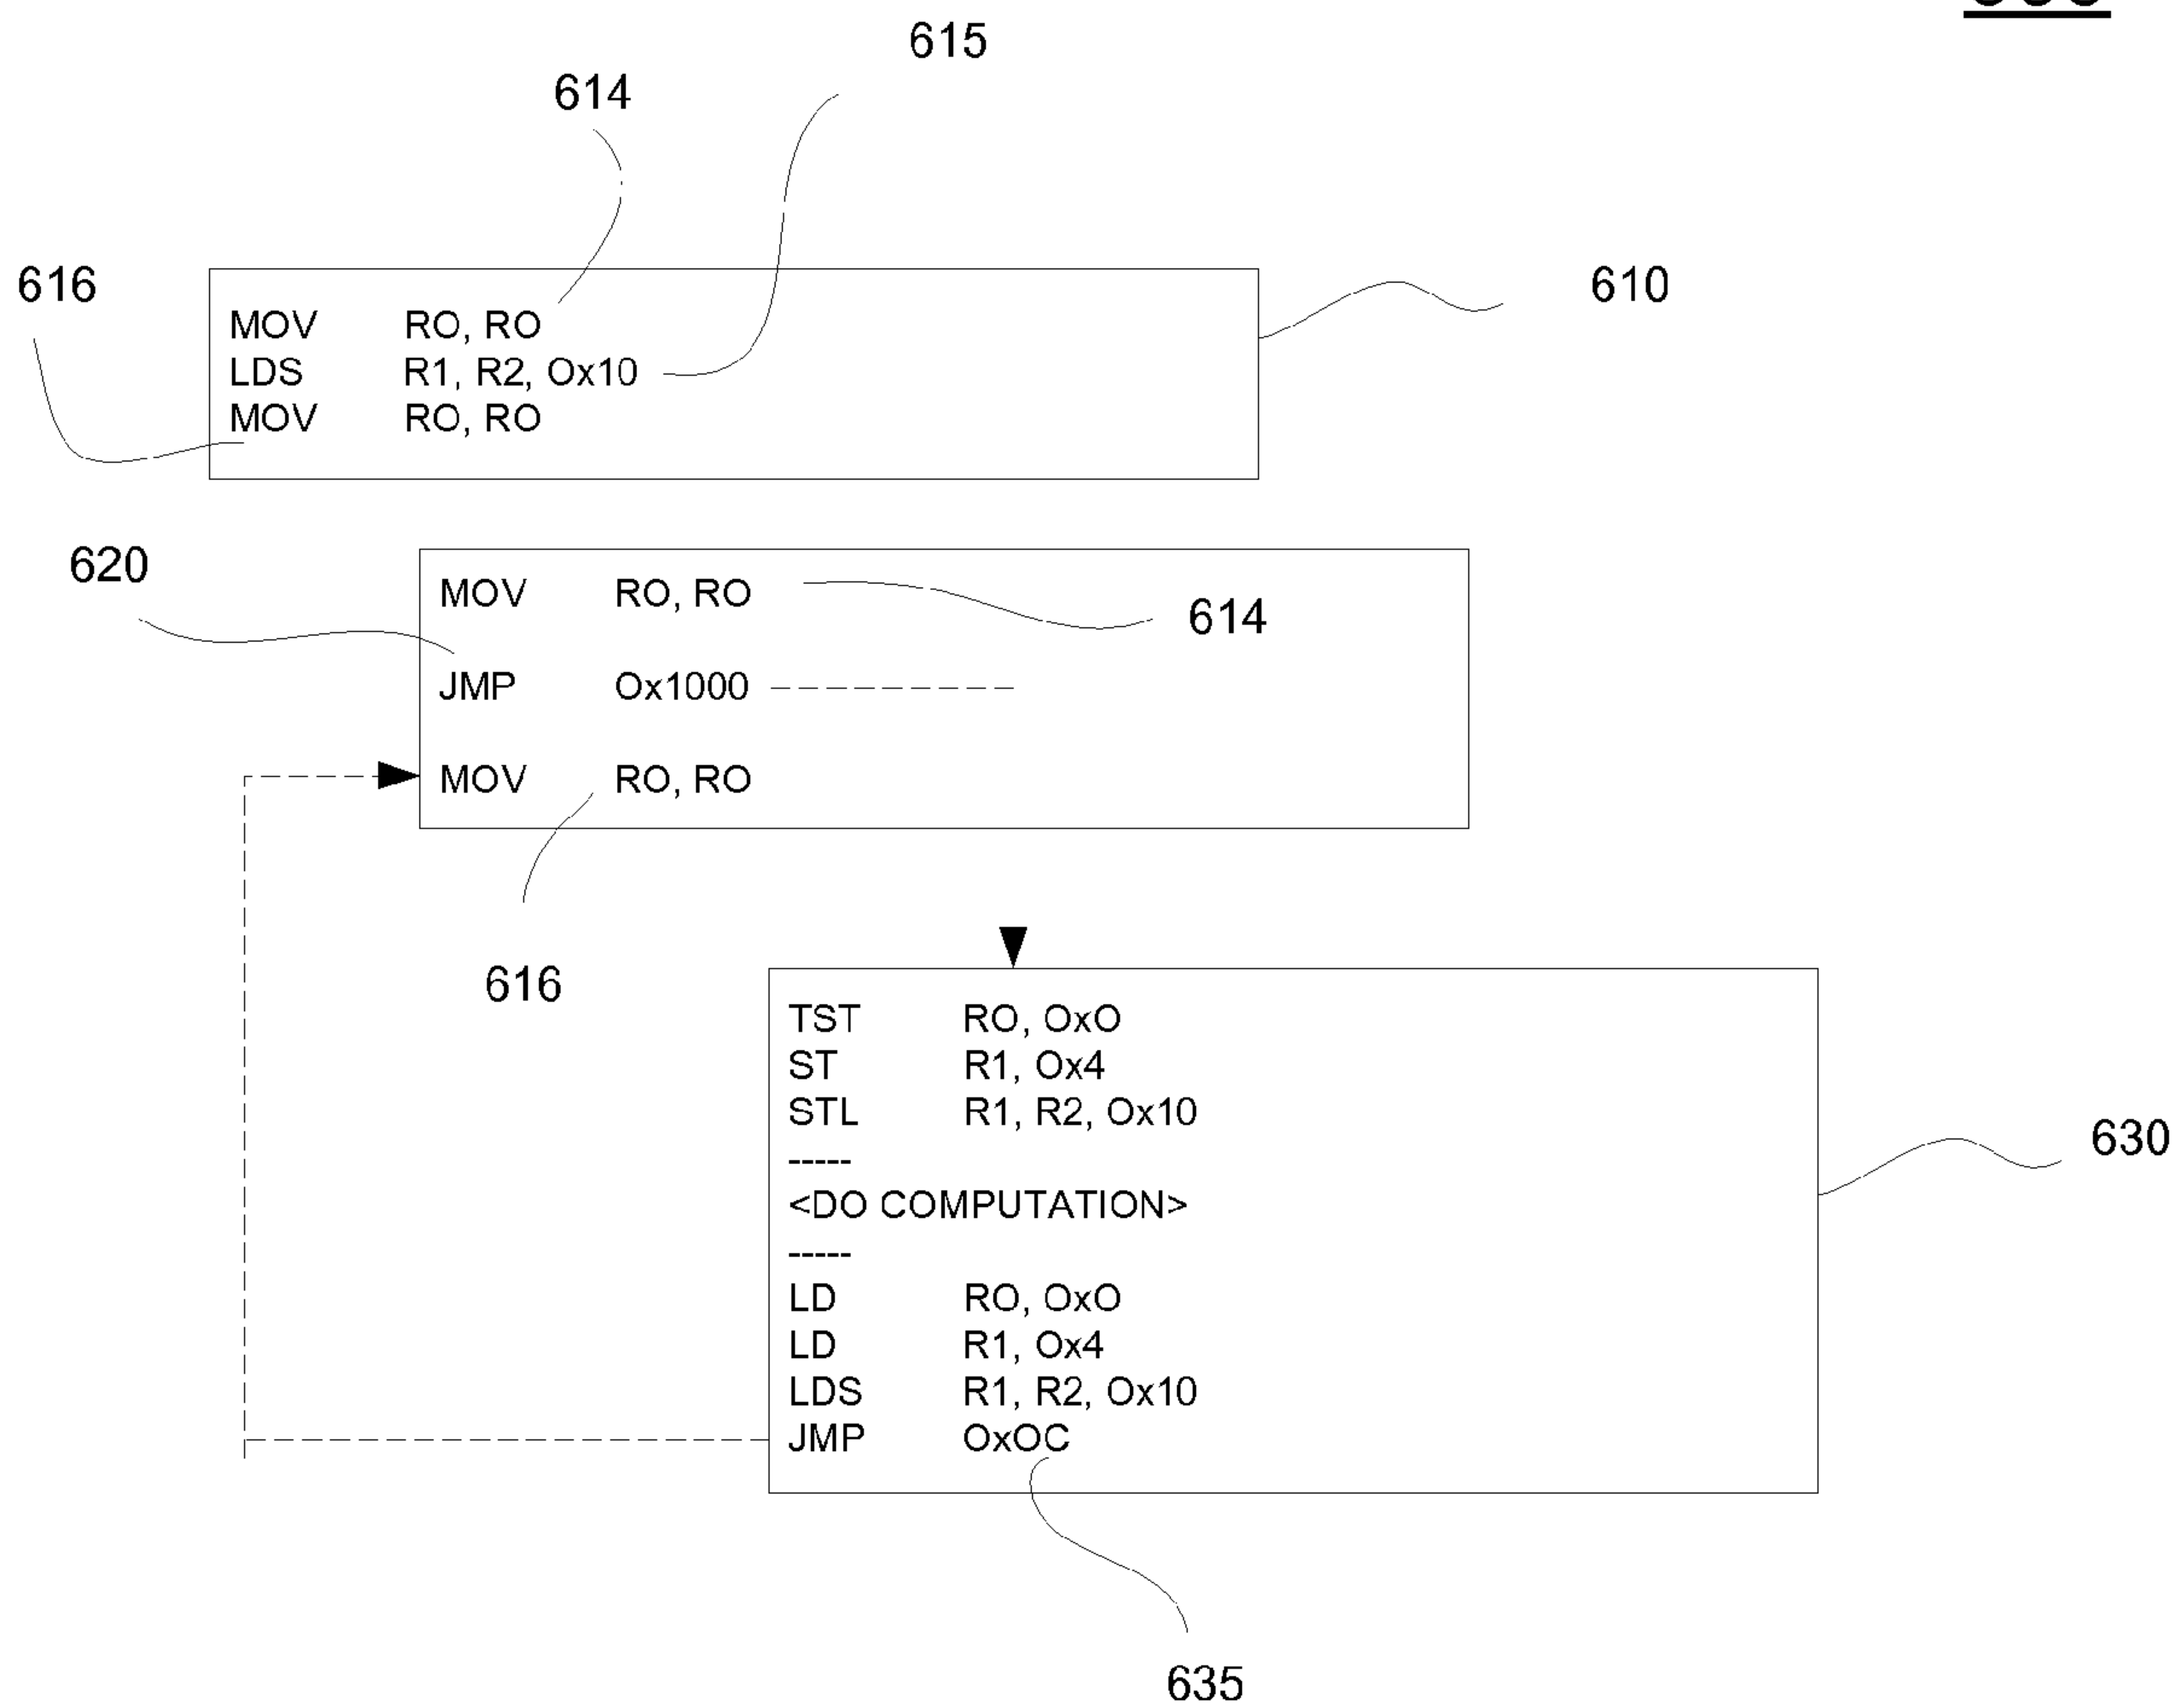 615
614
616
610
MOV RO, RO
LDS R1, R2, Ox10
MOV RO, RO
620
MOV RO, RO
614
JMP Ox1000
MOV RO, RO
616
TST RO, OxO
ST R1, Ox4
STL R1, R2, Ox10
-----
<DO COMPUTATION>
-----
LD RO, OxO
LD R1, Ox4
LDS R1, R2, Ox10
JMP OxOC
630
635